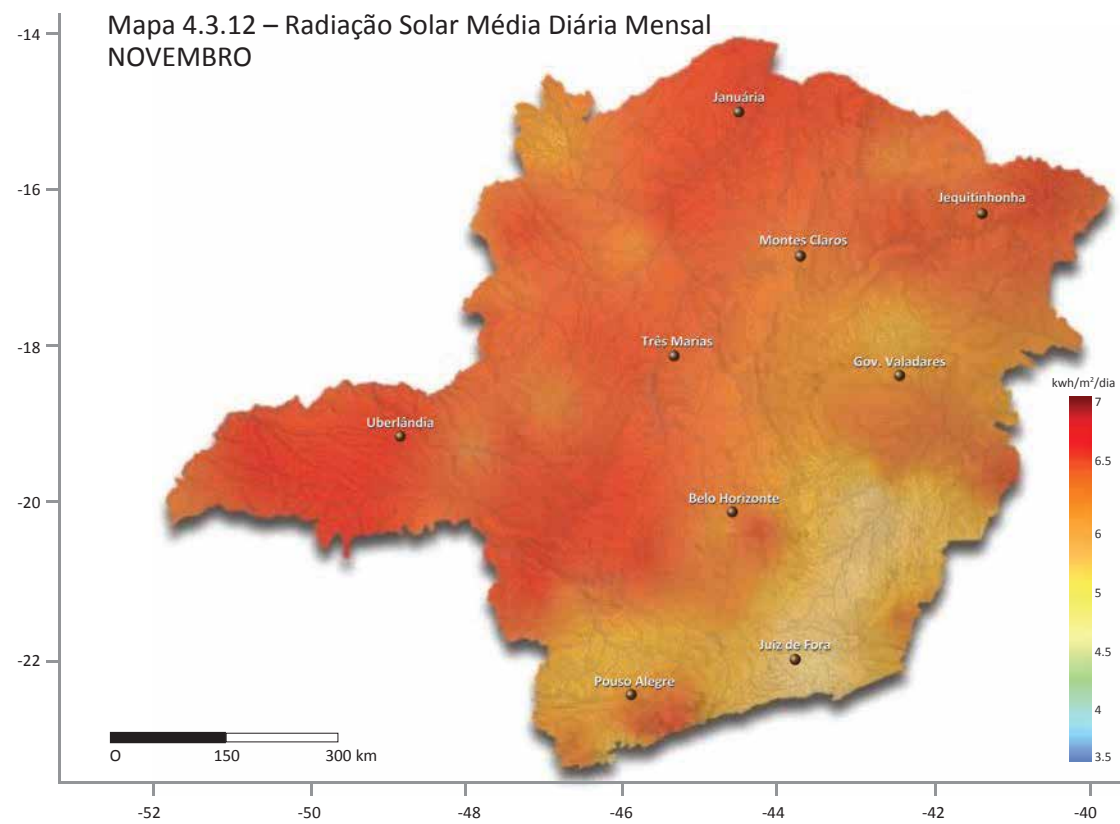 Mapa 4.3.12 – Radiação Solar Média Diária Mensal
NOVEMBRO
-14
-16
-18
-20
-22
Januária
Jequitinhonha
Montes Claros
Três Marias
Gov. Valadares
Uberlândia
Belo Horizonte
Juiz de Fora
Pouso Alegre
kwh/m²/dia
7
6.5
6
5
4.5
4
3.5
O 150 300 km
-52 -50 -48 -46 -44 -42 -40